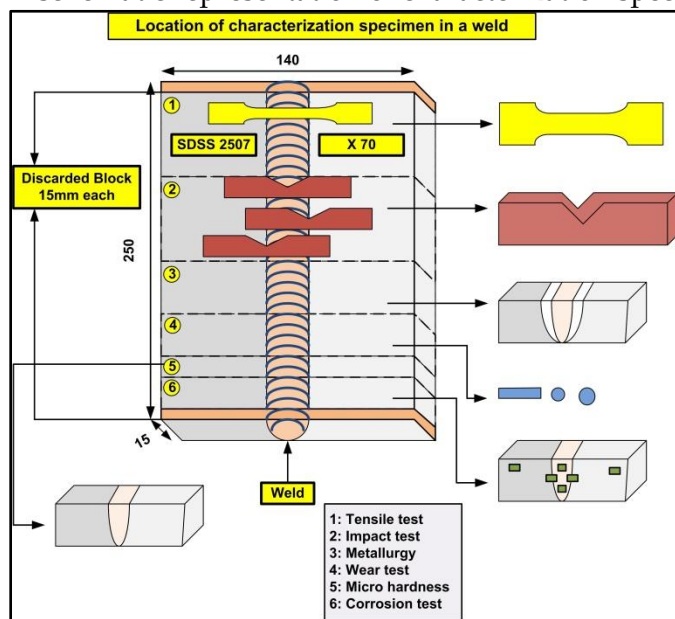 Location of characterization specimen in a weld
140
1
SDSS 2507
X 70
Discarded Block
15mm each
2
250
3
4
5
6
15
Weld
1: Tensile test
2: Impact test
3: Metallurgy
4: Wear test
5: Micro hardness
6: Corrosion test